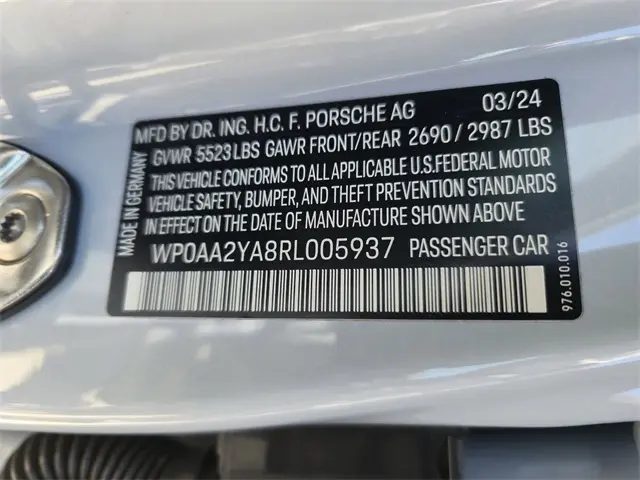 MFD BY DR. ING. H.C. F. PORSCHE AG 03/24
GVWR 5523 LBS GAWR FRONT/REAR 2690 / 2987 LBS
THIS VEHICLE CONFORMS TO ALL APPLICABLE U.S.FEDERAL MOTOR
VEHICLE SAFETY, BUMPER, AND THEFT PREVENTION STANDARDS
IN EFFECT ON THE DATE OF MANUFACTURE SHOWN ABOVE
WP0AA2YA8RL005937 PASSENGER CAR
MADE IN GERMANY
976.010.016